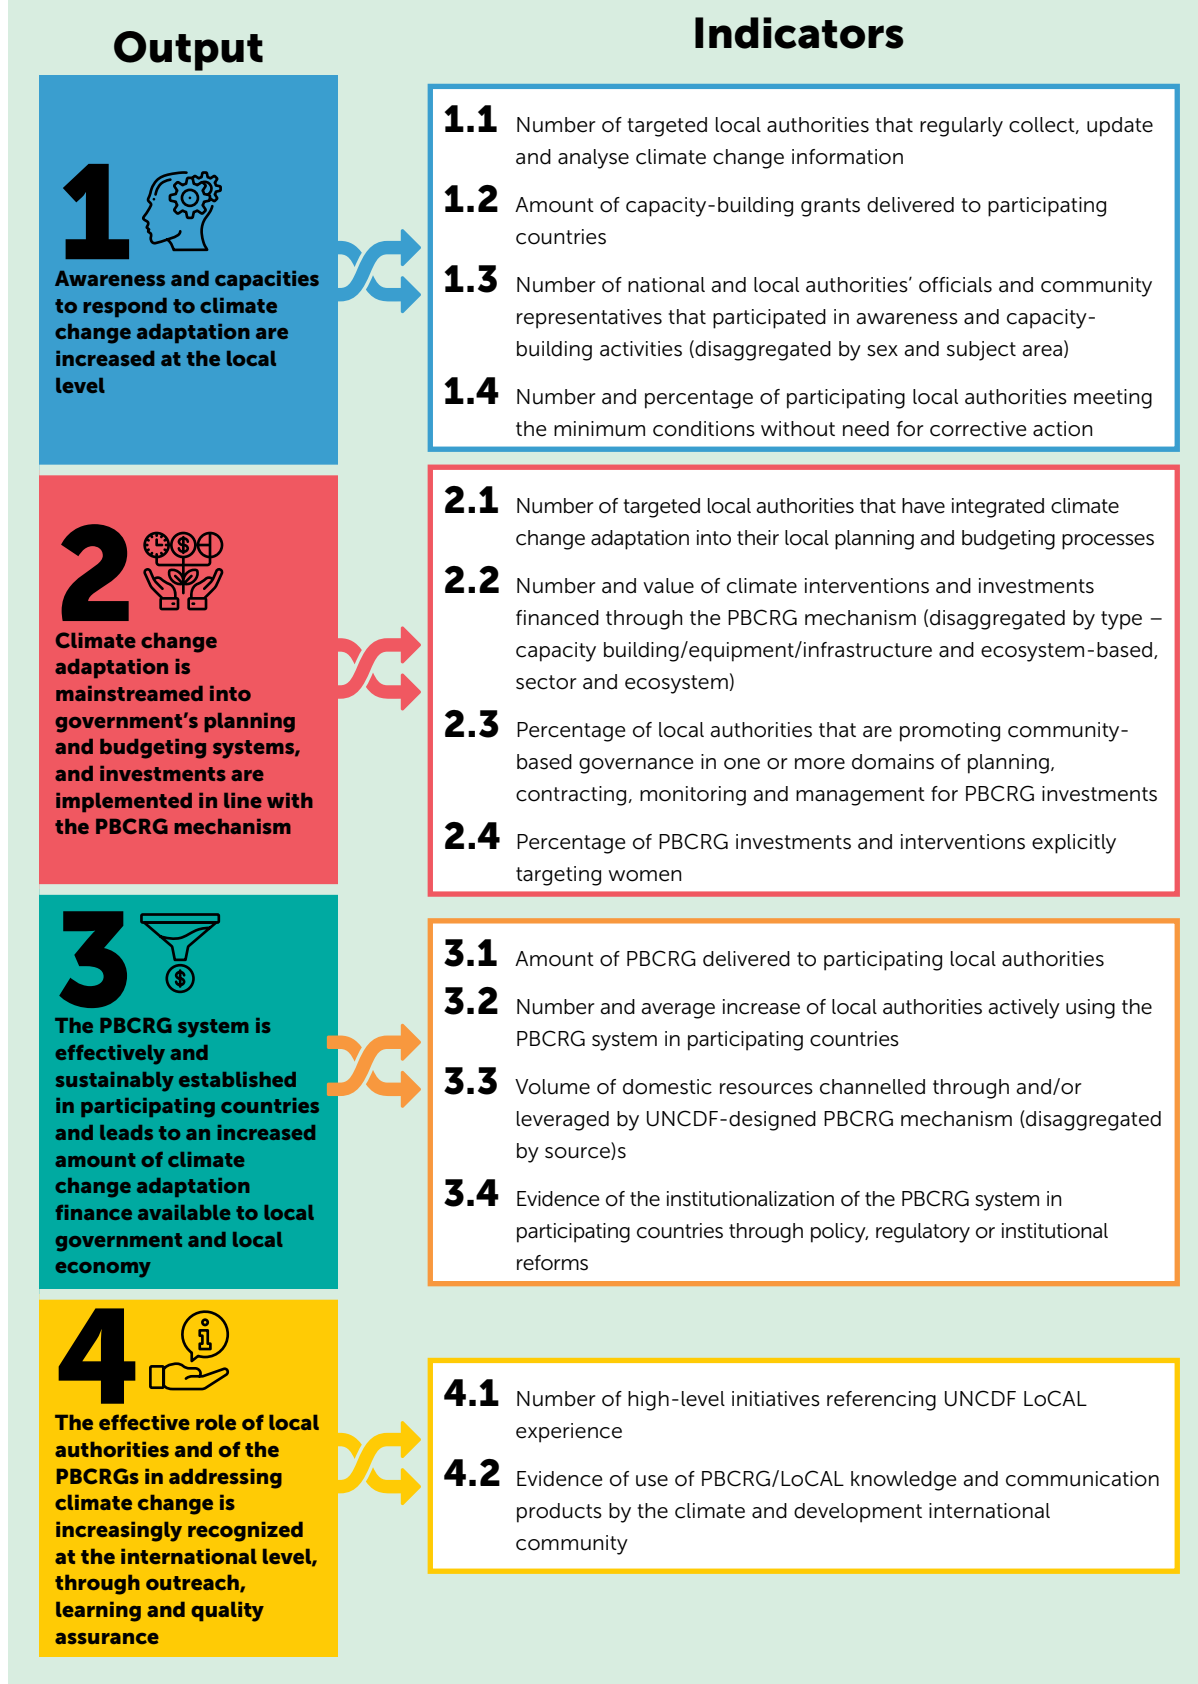 Output
Indicators
1
Awareness and capacities
to respond to climate
change adaptation are
increased at the local
level
1.1 Number of targeted local authorities that regularly collect, update
and analyse climate change information
1.2 Amount of capacity-building grants delivered to participating
countries
1.3 Number of national and local authorities’ officials and community
representatives that participated in awareness and capacity-
building activities (disaggregated by sex and subject area)
1.4 Number and percentage of participating local authorities meeting
the minimum conditions without need for corrective action
2
Climate change
adaptation is
mainstreamed into
government’s planning
and budgeting systems,
and investments are
implemented in line with
the PBCRG mechanism
2.1 Number of targeted local authorities that have integrated climate
change adaptation into their local planning and budgeting processes
2.2 Number and value of climate interventions and investments
financed through the PBCRG mechanism (disaggregated by type –
capacity building/equipment/infrastructure and ecosystem-based,
sector and ecosystem)
2.3 Percentage of local authorities that are promoting community-
based governance in one or more domains of planning,
contracting, monitoring and management for PBCRG investments
2.4 Percentage of PBCRG investments and interventions explicitly
targeting women
3
The PBCRG system is
effectively and
sustainably established
in participating countries
and leads to an increased
amount of climate
change adaptation
finance available to local
government and local
economy
3.1 Amount of PBCRG delivered to participating local authorities
3.2 Number and average increase of local authorities actively using the
PBCRG system in participating countries
3.3 Volume of domestic resources channelled through and/or
leveraged by UNCDF-designed PBCRG mechanism (disaggregated
by source)s
3.4 Evidence of the institutionalization of the PBCRG system in
participating countries through policy, regulatory or institutional
reforms
4
The effective role of local
authorities and of the
PBCRGs in addressing
climate change is
increasingly recognized
at the international level,
through outreach,
learning and quality
assurance
4.1 Number of high-level initiatives referencing UNCDF LoCAL
experience
4.2 Evidence of use of PBCRG/LoCAL knowledge and communication
products by the climate and development international
community